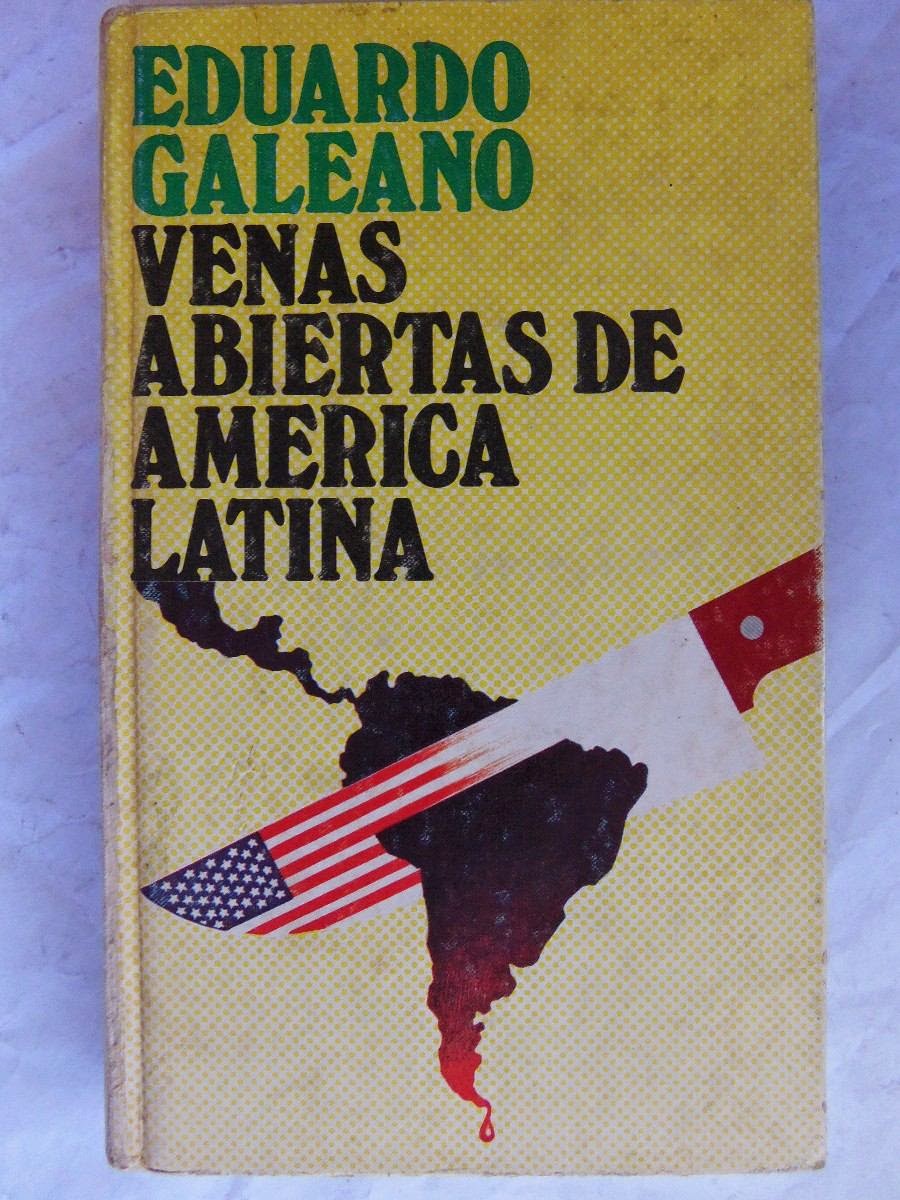 EDUARDO
GALEANO
VENAS
ABIERTAS DE
AMERICA
LATINA